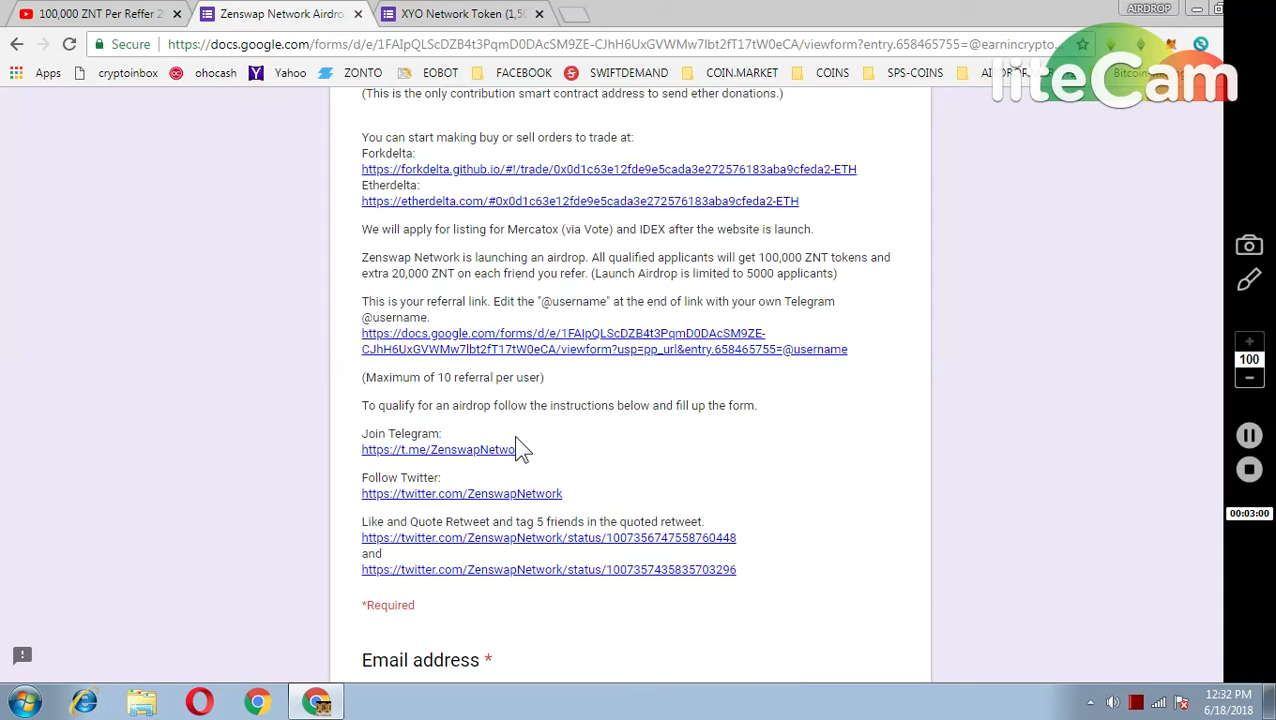 100,000 ZNT Per Reffer 2
Zenswap Network Airdro
XYO Network Token (1,5
AIRDROP
Secure
https://docs.google.com/forms/d/e/1FAIpQLScDZB4t3PqmD0DAcSM9ZE-CJhH6UxGVWMw7lbt2fT17tW0eCA/viewform?entry.658465755=@earnincrypto...
Apps
cryptoinbox
ohocash
Yahoo
ZONTO
EOBOT
FACEBOOK
SWIFTDEMAND
COIN.MARKET
COINS
SPS-COINS
liteCam
(This is the only contribution smart contract address to send ether donations.)
You can start making buy or sell orders to trade at:
Forkdelta:
https://forkdelta.github.io/#!/trade/0x0d1c63e12fde9e5cada3e272576183aba9cfeda2-ETH
Etherdelta:
https://etherdelta.com/#0x0d1c63e12fde9e5cada3e272576183aba9cfeda2-ETH
We will apply for listing for Mercatox (via Vote) and IDEX after the website is launch.
Zenswap Network is launching an airdrop. All qualified applicants will get 100,000 ZNT tokens and
extra 20,000 ZNT on each friend you refer. (Launch Airdrop is limited to 5000 applicants)
This is your referral link. Edit the "@username" at the end of link with your own Telegram
@username.
https://docs.google.com/forms/d/e/1FAIpQLScDZB4t3PqmD0DAcSM9ZE-
CJhH6UxGVWMw7lbt2fT17tW0eCA/viewform?usp=pp_url&entry.658465755=@username
(Maximum of 10 referral per user)
To qualify for an airdrop follow the instructions below and fill up the form.
Join Telegram:
https://t.me/ZenswapNetwo
Follow Twitter:
https://twitter.com/ZenswapNetwork
Like and Quote Retweet and tag 5 friends in the quoted retweet.
https://twitter.com/ZenswapNetwork/status/1007356747558760448
and
https://twitter.com/ZenswapNetwork/status/1007357435835703296
*Required
Email address *
100
00:03:00
12:32 PM
6/18/2018